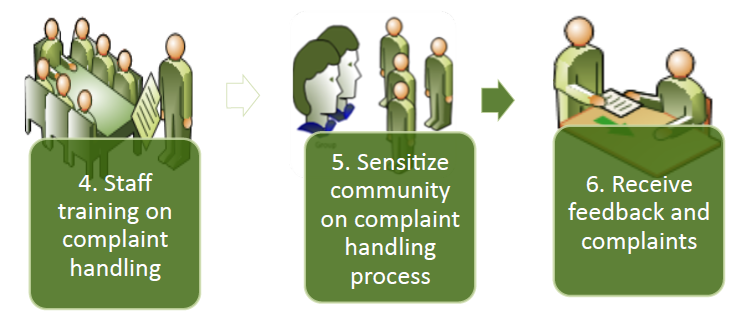 4. Staff
training on
complaint
handling
5. Sensitize
community
on complaint
handling
process
6. Receive
feedback and
complaints